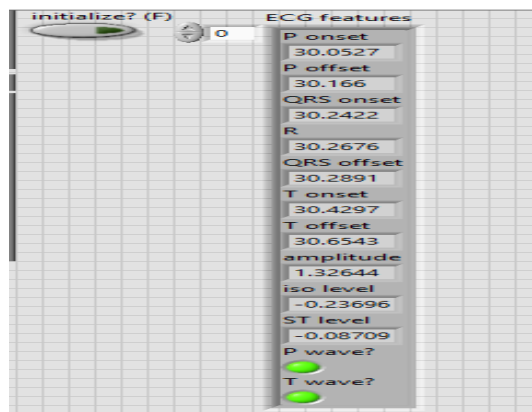 initialize? (F)
0
ECG features
P onset
30.0527
P offset
30.166
QRS onset
30.2422
R
30.2676
QRS offset
30.2891
T onset
30.4297
T offset
30.6543
amplitude
1.32644
iso level
-0.23696
ST level
-0.08709
P wave?
T wave?